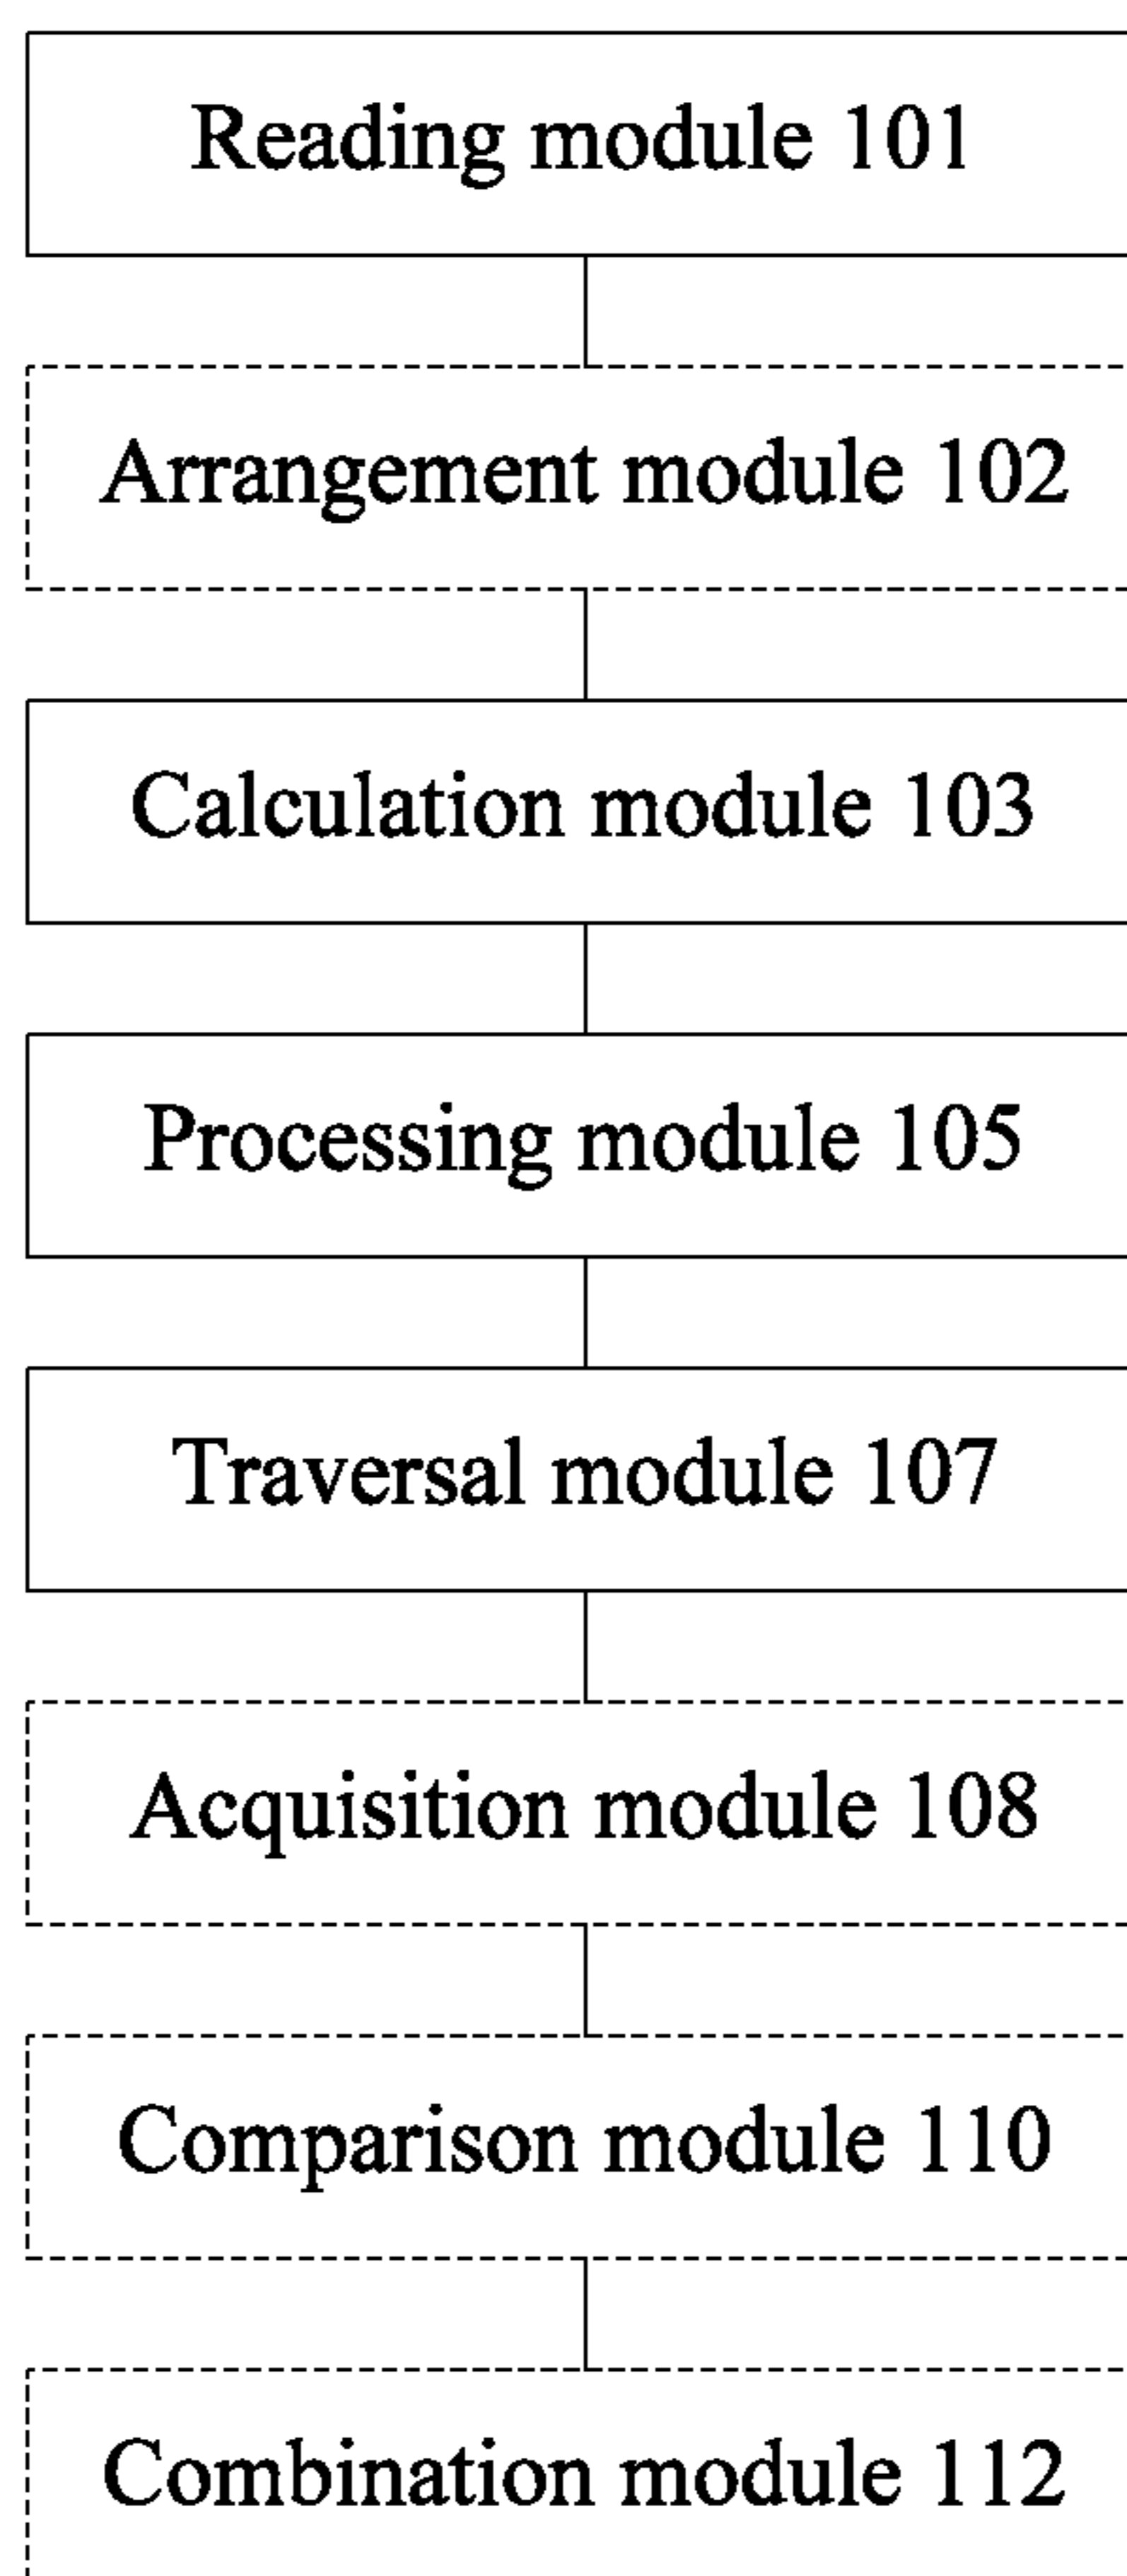 Reading module 101
Arrangement module 102
Calculation module 103
Processing module 105
Traversal module 107
Acquisition module 108
Comparison module 110
Combination module 112